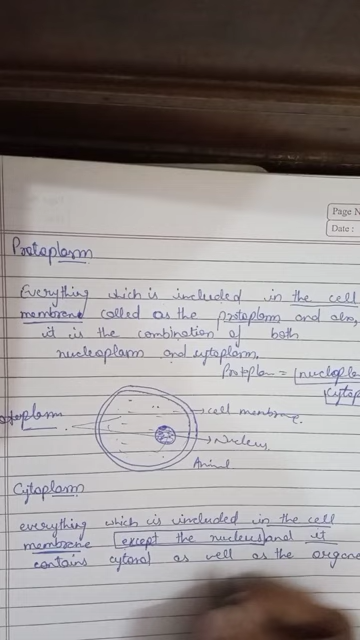 Page N
Date :
Protoplasm
Everything which is included in the cell
membrane called as the protoplasm and also,
it is the combination of both
nucleoplasm and cytoplasm.
Protoplasm = [nucleopla
cytop
cell membrane.
Nucleus
Animal
Cytoplasm
everything which is included in the cell
membrane except the nucleus and it
contains cytosol as well as the organe